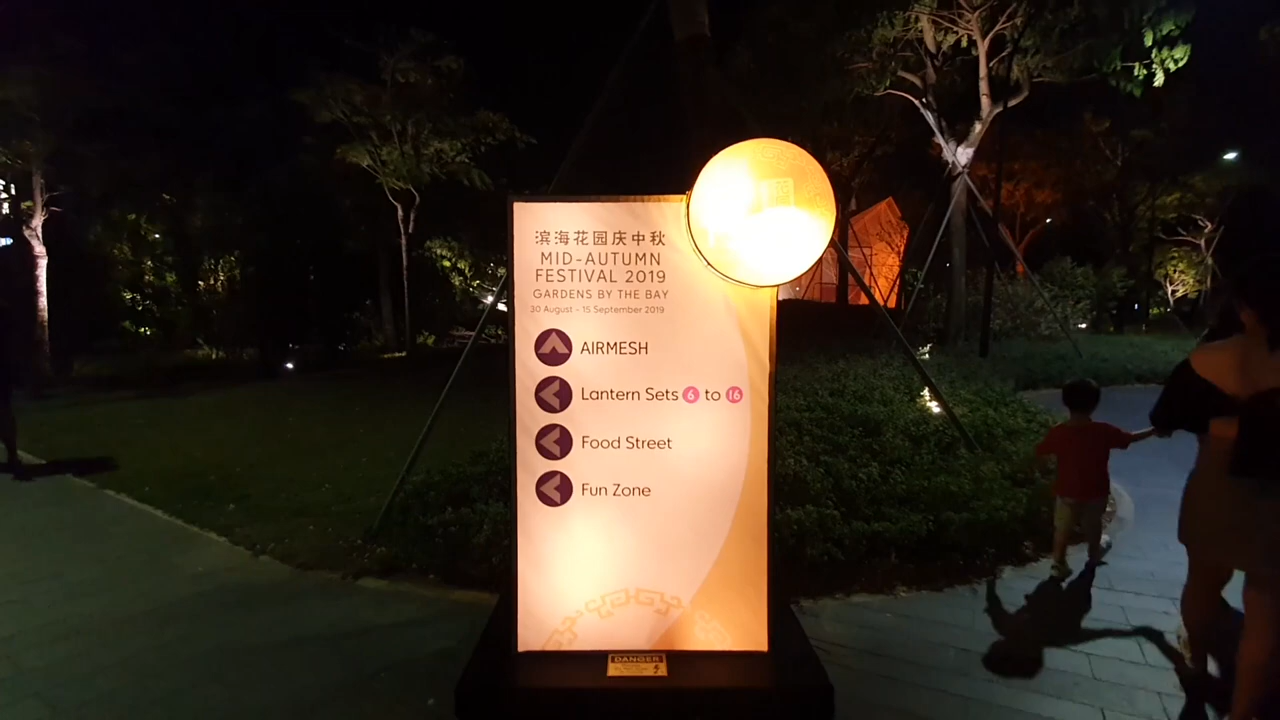 滨海花园庆中秋
MID-AUTUMN
FESTIVAL 2019
GARDENS BY THE BAY
30 August - 15 September 2019
AIRMESH
Lantern Sets 6 to 16
Food Street
Fun Zone
DANGER